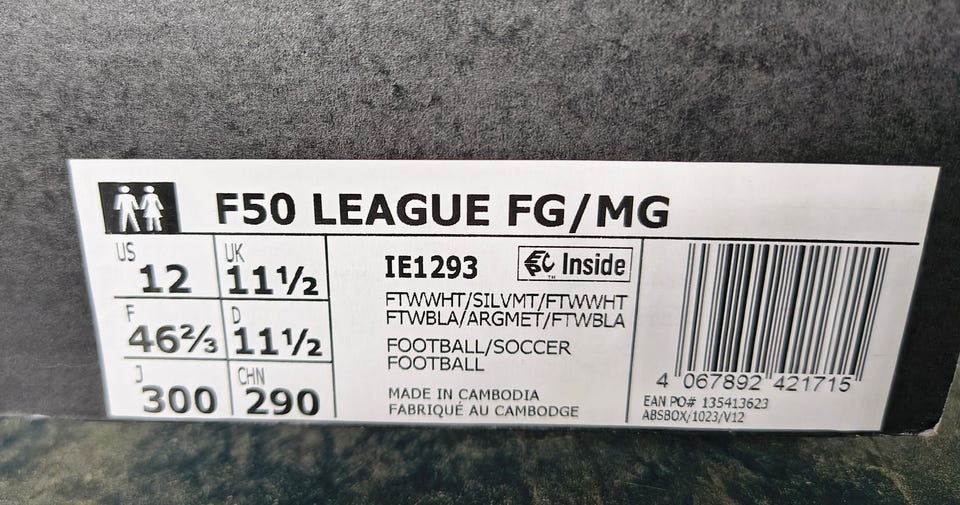 F50 LEAGUE FG/MG
US 12 UK 11½
F 46⅔ D 11½
J 300 CHN 290
IE1293 Inside
FTWWHT/SILVMT/FTWWHT
FTWBLA/ARGMET/FTWBLA
FOOTBALL/SOCCER
FOOTBALL
MADE IN CAMBODIA
FABRIQUÉ AU CAMBODGE
4 067892 421715
EAN PO# 135413623
ABSBOX/1023/V12